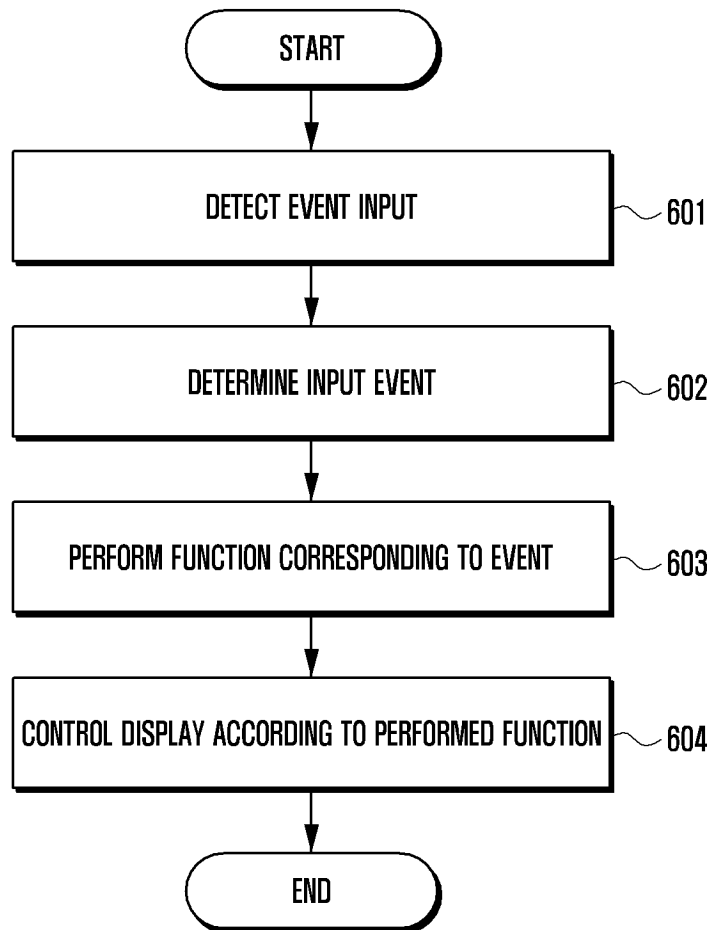 START
DETECT EVENT INPUT
601
DETERMINE INPUT EVENT
602
PERFORM FUNCTION CORRESPONDING TO EVENT
603
CONTROL DISPLAY ACCORDING TO PERFORMED FUNCTION
604
END